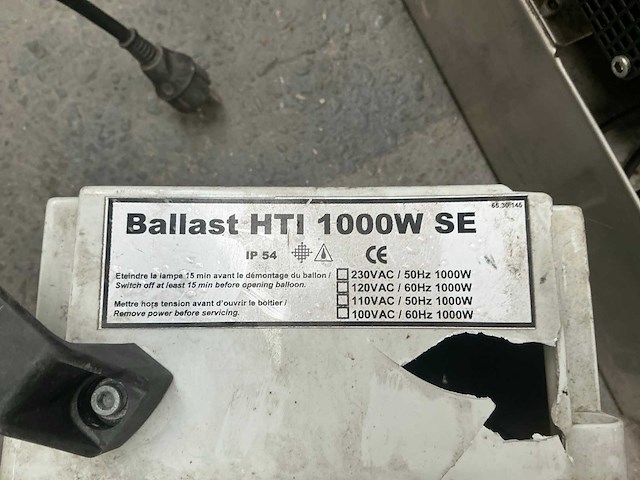 65.30.145
Ballast HTI 1000W SE
IP 54 CE
Eteindre la lampe 15 min avant le démontage du ballon /
Switch off at least 15 min before opening balloon.
Mettre hors tension avant d'ouvrir le boîtier /
Remove power before servicing.
230VAC / 50Hz 1000W
120VAC / 60Hz 1000W
110VAC / 50Hz 1000W
100VAC / 60Hz 1000W